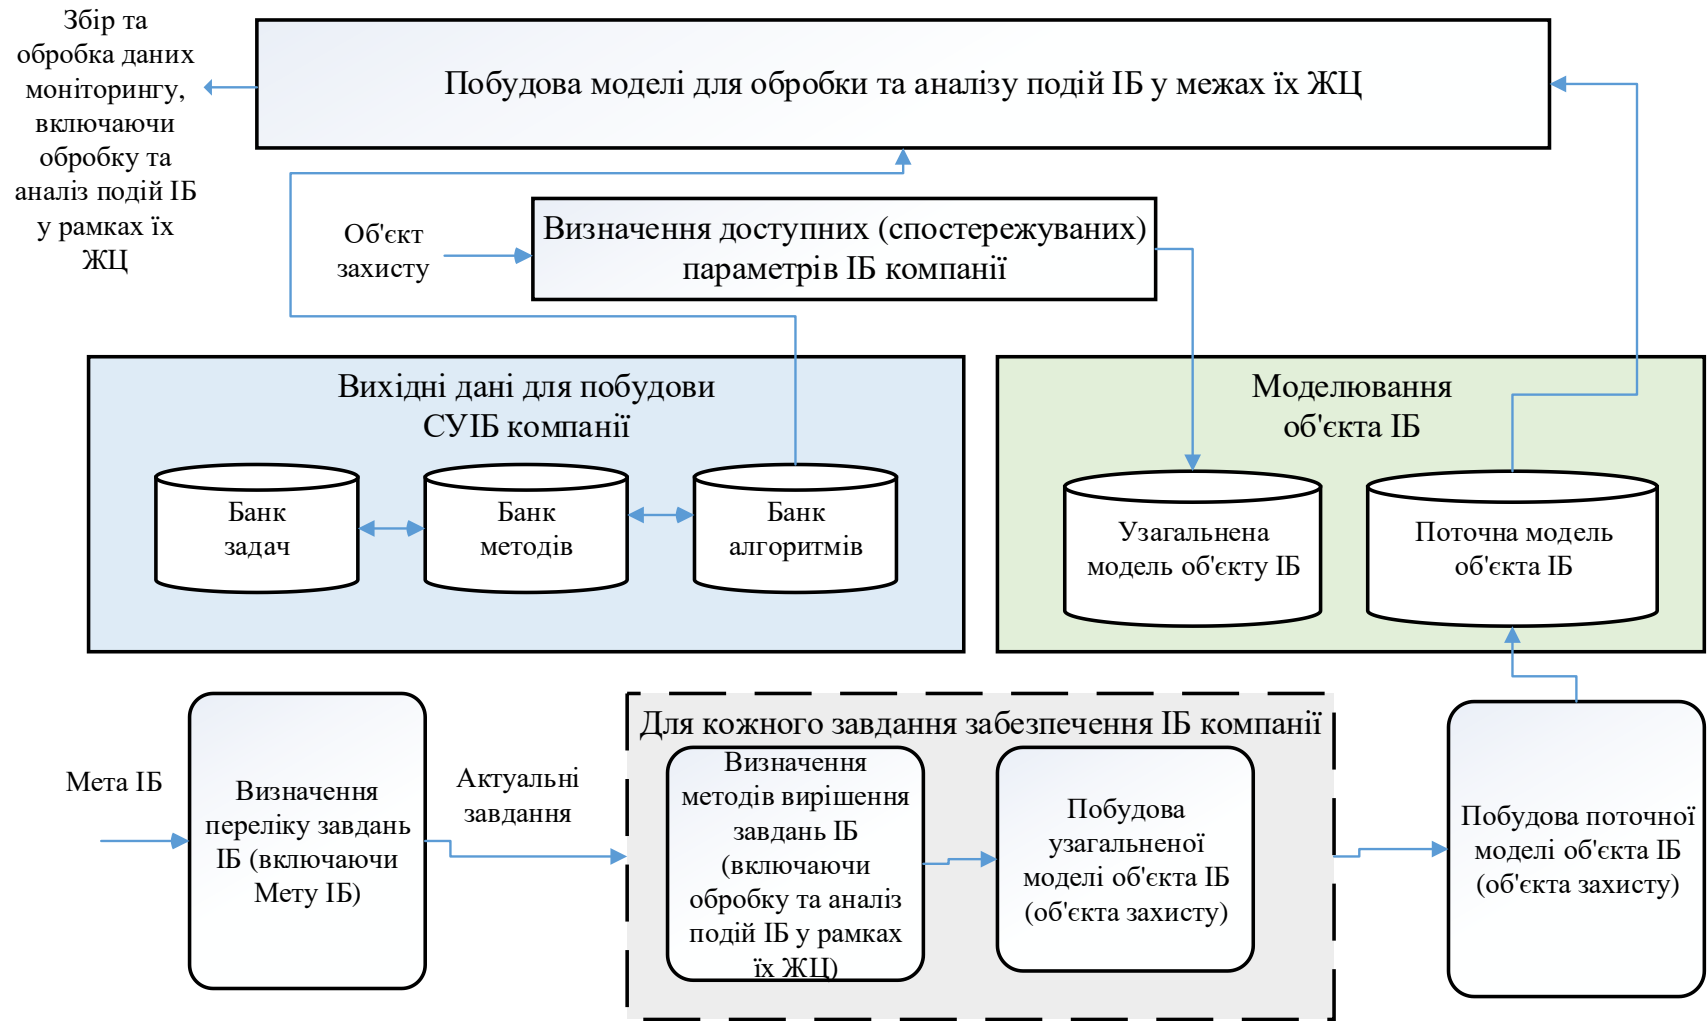 Збір та
обробка даних
моніторингу,
включаючи
обробку та
аналіз подій ІБ
у рамках їх
ЖЦ
Побудова моделі для обробки та аналізу подій ІБ у межах їх ЖЦ
Об'єкт
захисту
Визначення доступних (спостережуваних)
параметрів ІБ компанії
Вихідні дані для побудови
СУІБ компанії
Банк
задач
Банк
методів
Банк
алгоритмів
Моделювання
об'єкта ІБ
Узагальнена
модель об'єкту ІБ
Поточна модель
об'єкта ІБ
Мета ІБ
Визначення
переліку завдань
ІБ (включаючи
Мету ІБ)
Актуальні
завдання
Для кожного завдання забезпечення ІБ компанії
Визначення
методів вирішення
завдань ІБ
(включаючи
обробку та аналіз
подій ІБ у рамках
їх ЖЦ)
Побудова
узагальненої
моделі об'єкта ІБ
(об'єкта захисту)
Побудова поточної
моделі об'єкта ІБ
(об'єкта захисту)